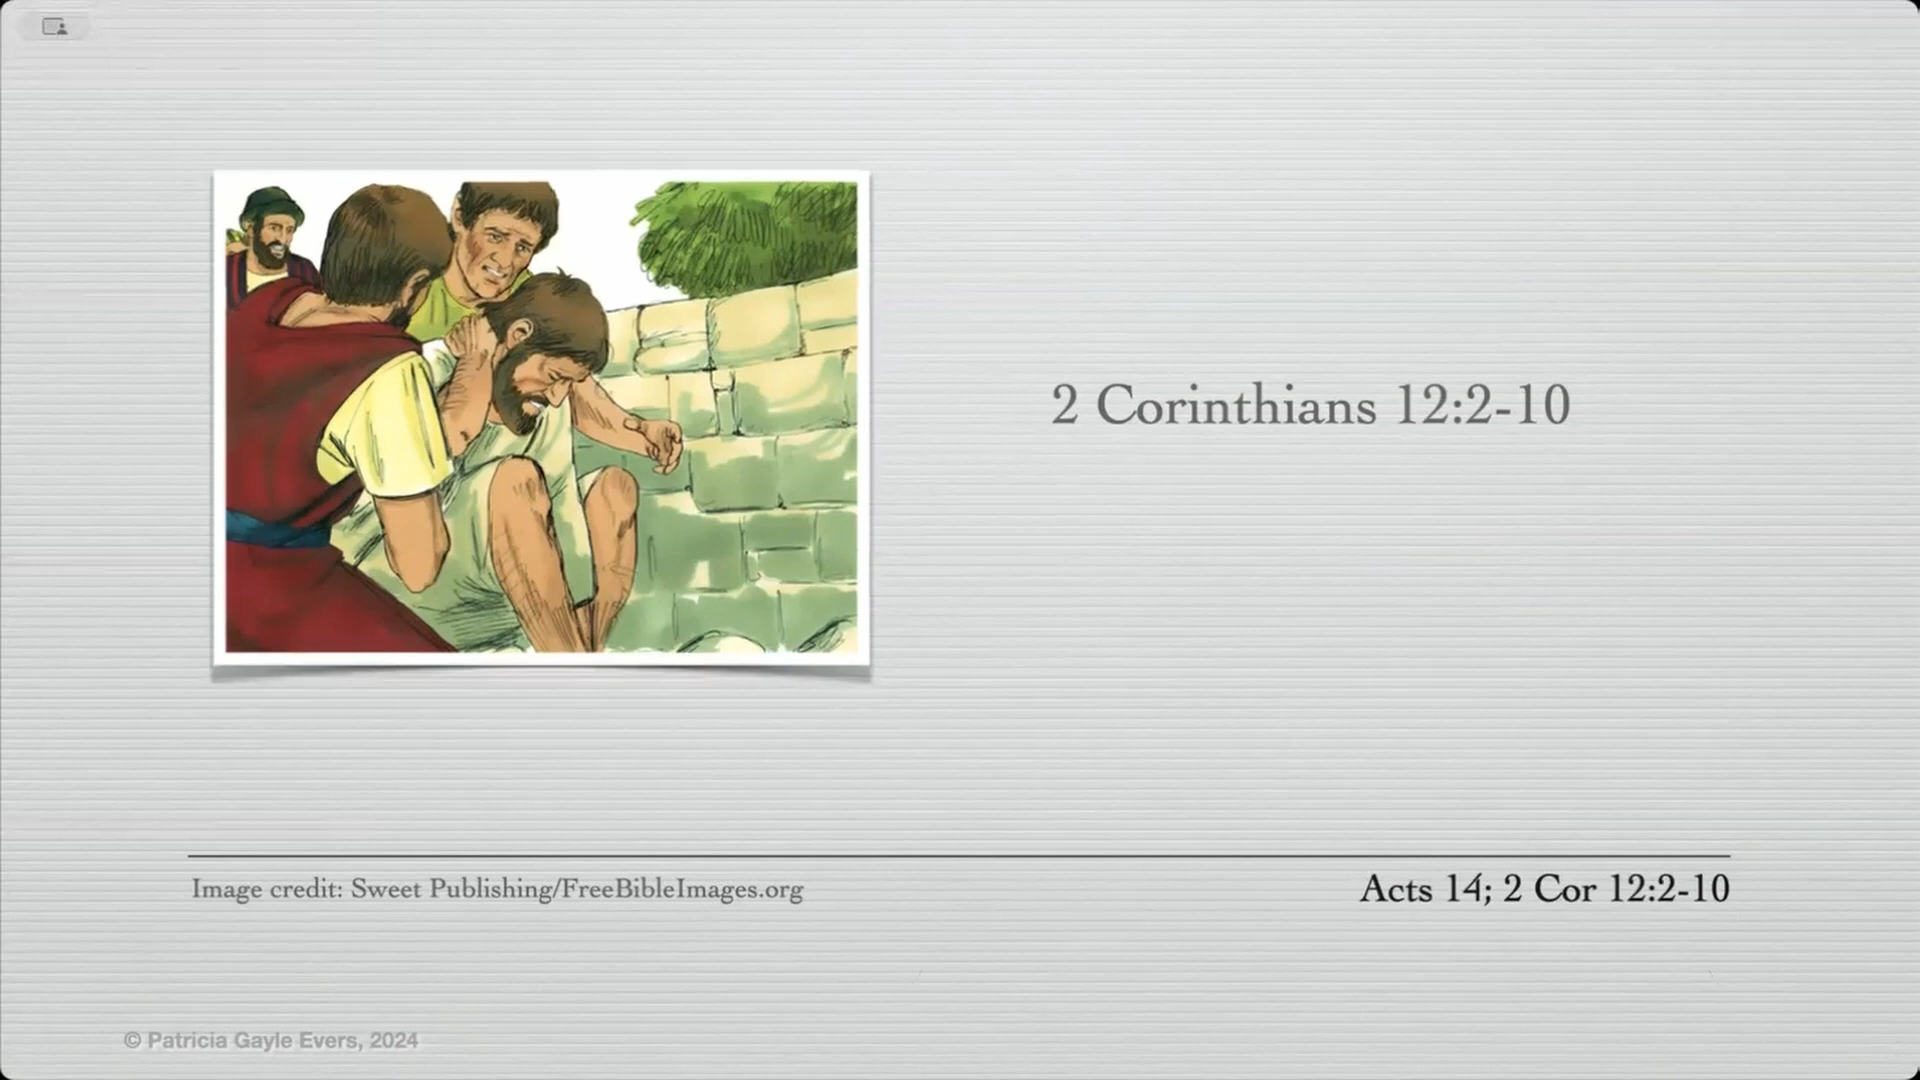 2 Corinthians 12:2-10
Image credit: Sweet Publishing/FreeBibleImages.org
Acts 14; 2 Cor 12:2-10
© Patricia Gayle Evers, 2024